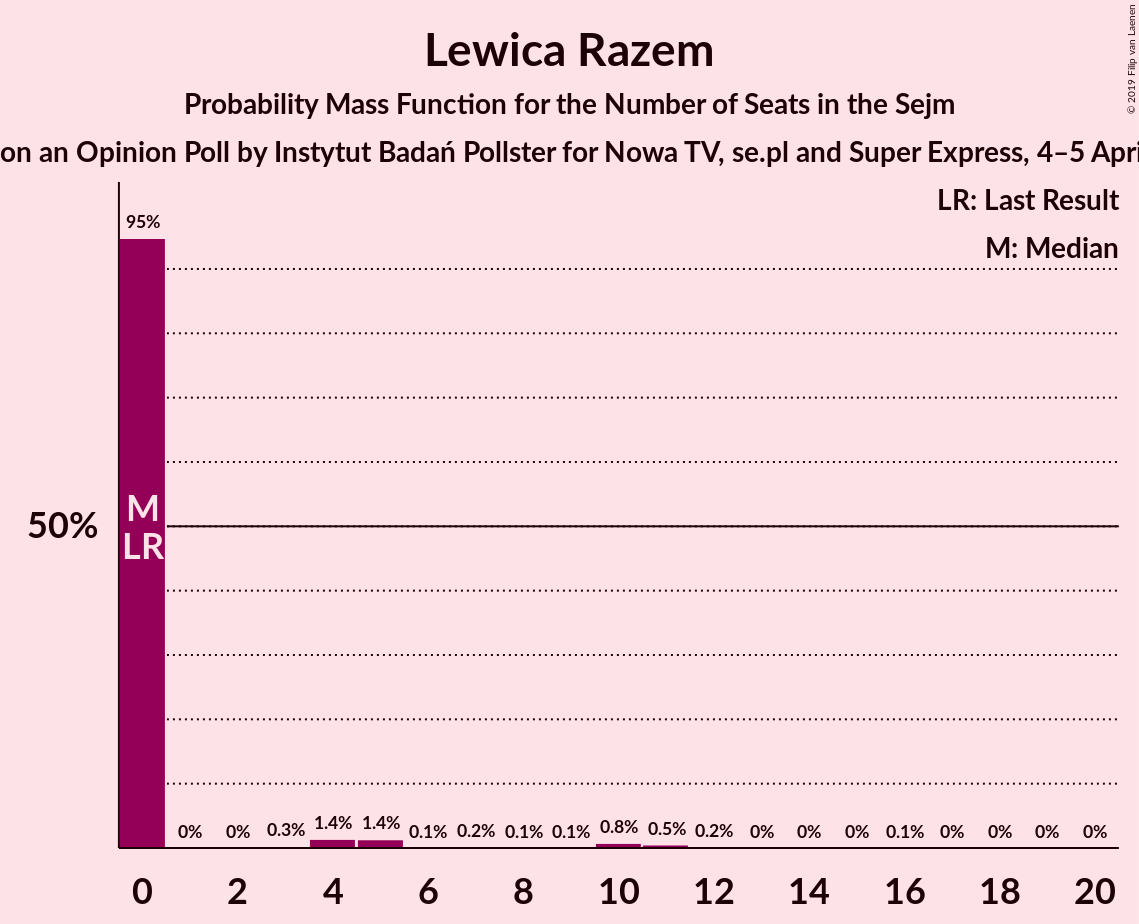 Lewica Razem
Probability Mass Function for the Number of Seats in the Sejm
on an Opinion Poll by Instytut Badań Pollster for Nowa TV, se.pl and Super Express, 4–5 Apri
© 2019 Filip van Laenen
LR: Last Result
M: Median
95%
50%
M
LR
0% 0% 0.3% 1.4% 1.4% 0.1% 0.2% 0.1% 0.1% 0.8% 0.5% 0.2% 0% 0% 0% 0.1% 0% 0% 0% 0%
0 2 4 6 8 10 12 14 16 18 20